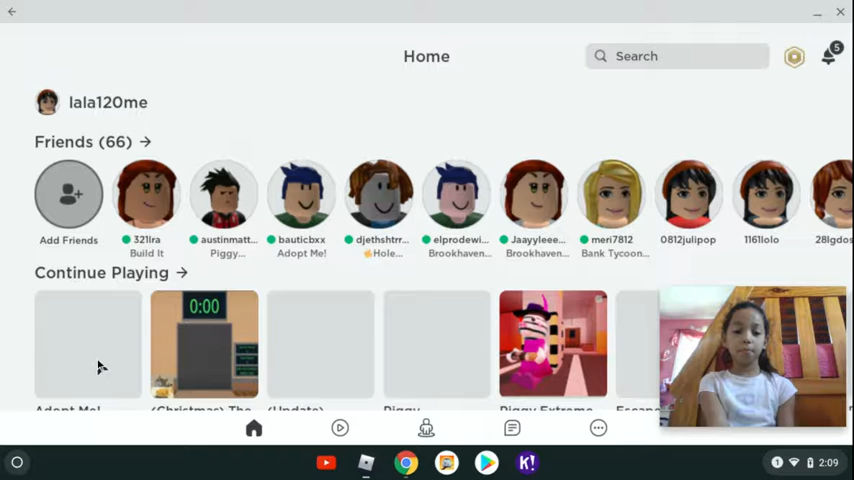 Home
Search
5
lala120me
Friends (66)
Add Friends
321lra
Build It
austinmatt...
Piggy...
bauticbxx
Adopt Me!
djethshtrr...
Hole...
elprodewi...
Brookhaven...
Jaayyleee...
Brookhaven...
meri7812
Bank Tycoon...
0812julipop
1161lolo
28lgdos
Continue Playing
0:00
Adopt Me!
(Christmas) The
(Update)
Piggy
Piggy Extreme
Escape
K!
1
2:09